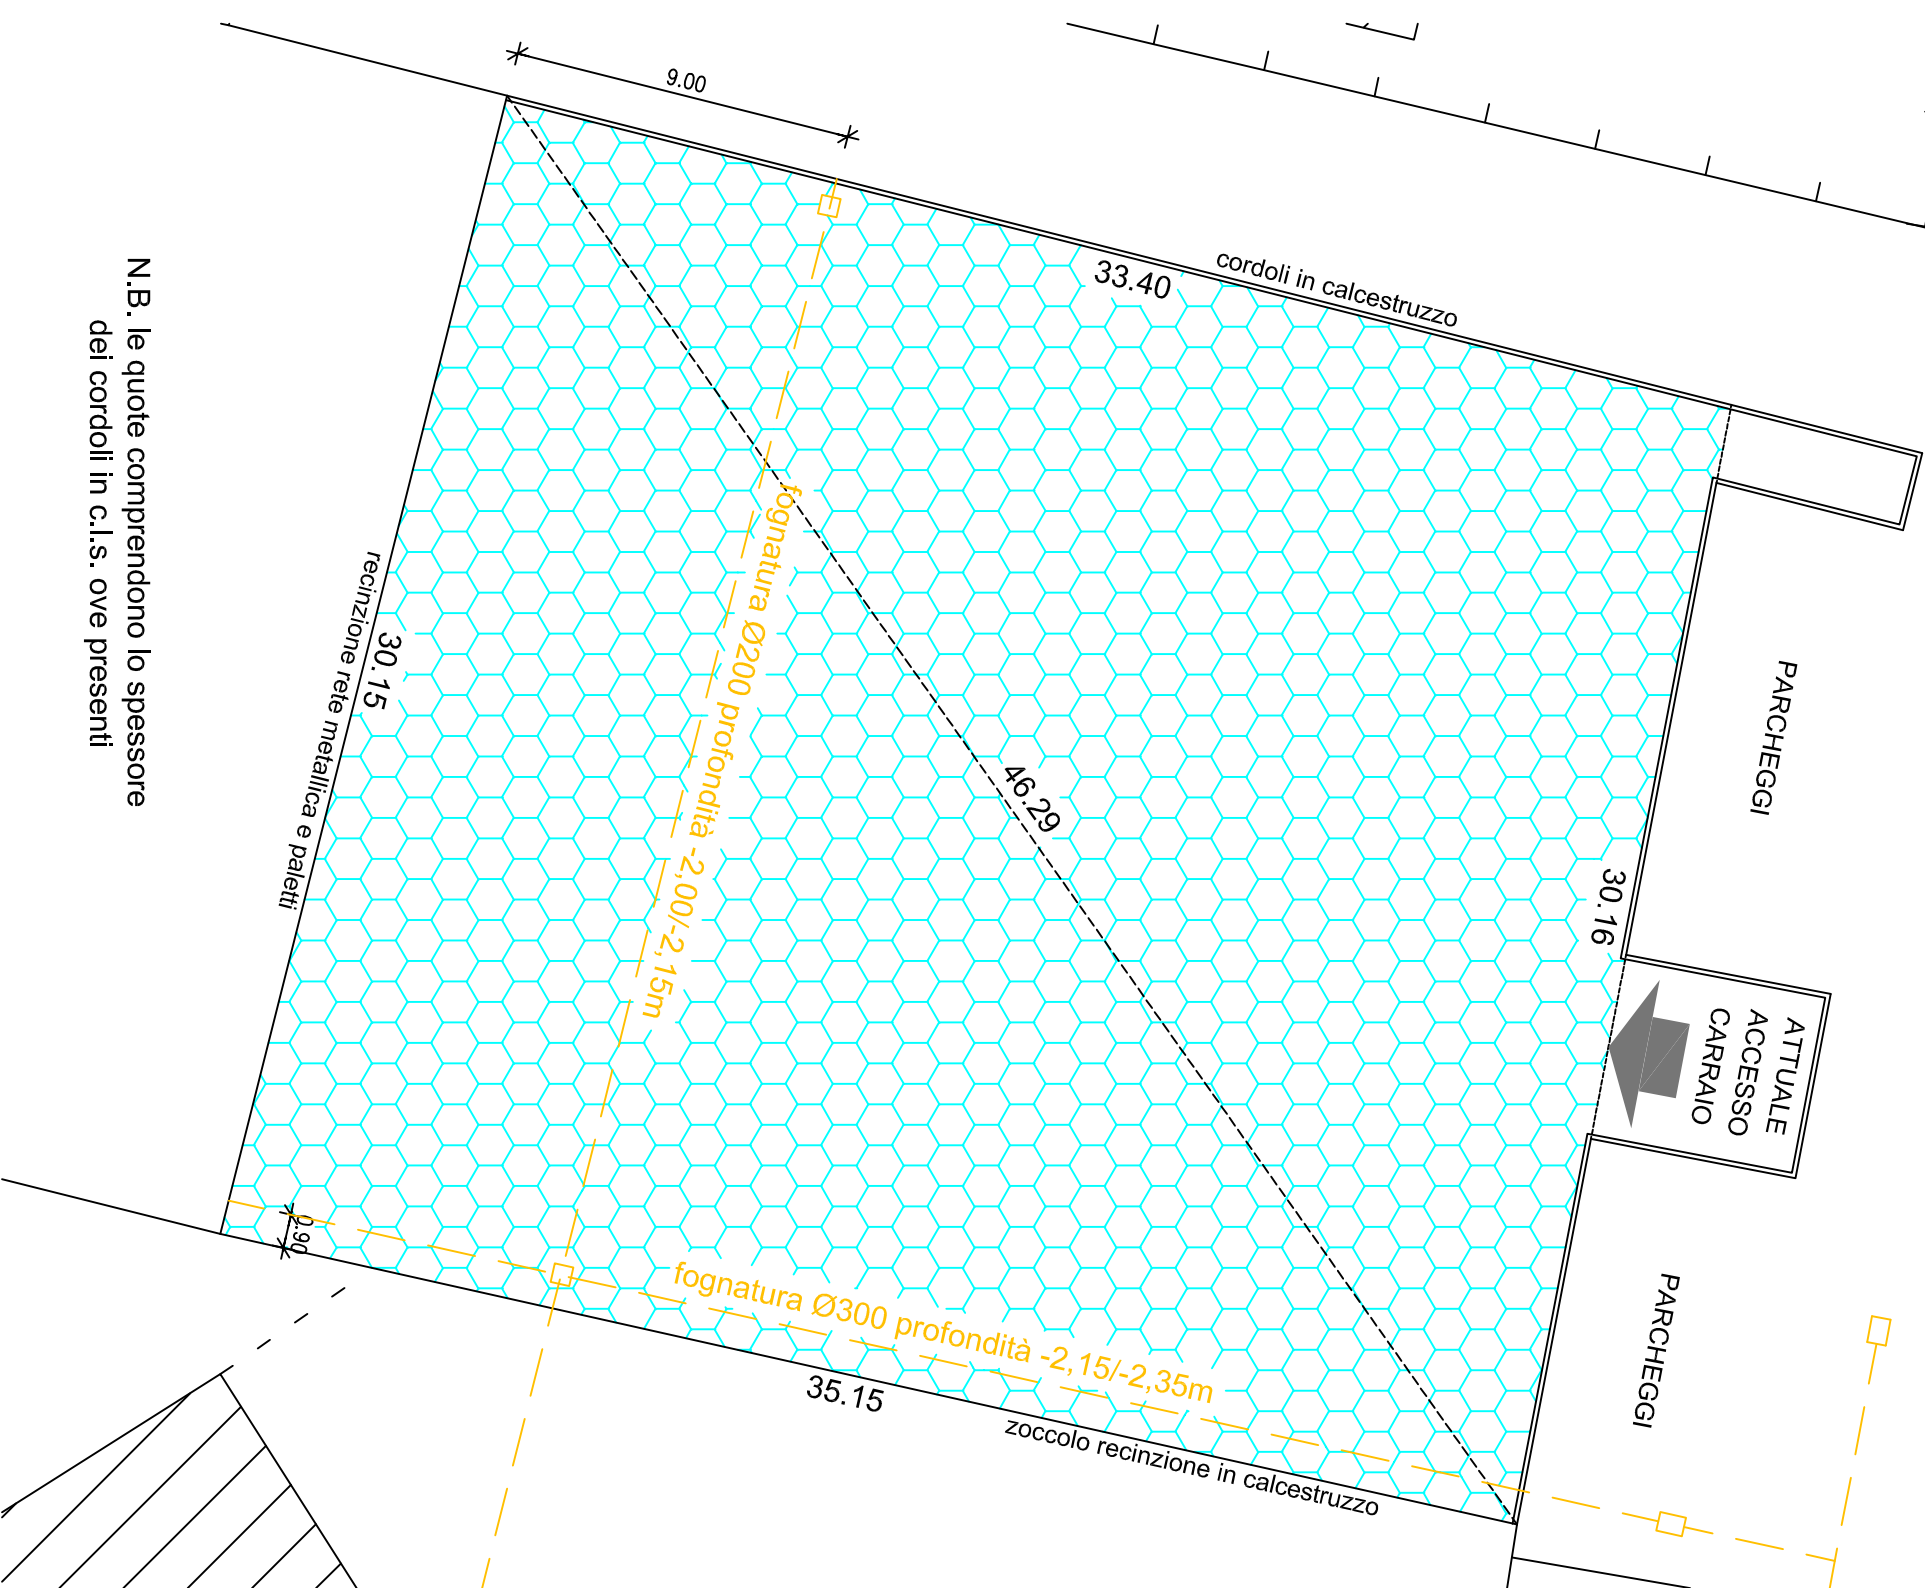 9.00
33.40
cordoli in calcestruzzo
N.B. le quote comprendono lo spessore
dei cordoli in c.l.s. ove presenti
recinzione rete metallica e paletti
30.15
fognatura Ø200 profondità -2,00/-2,15m
46.29
30.16
PARCHEGGI
ATTUALE
ACCESSO
CARRAIO
PARCHEGGI
0.90
fognatura Ø300 profondità -2,15/-2,35m
35.15
zoccolo recinzione in calcestruzzo